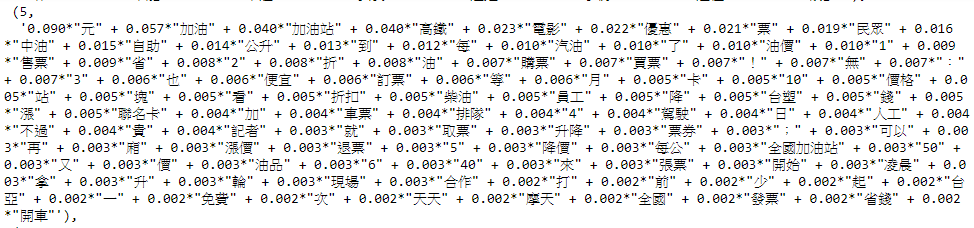 (5,
'0.090*"元" + 0.057*"加油" + 0.040*"加油站" + 0.040*"高鐵" + 0.023*"電影" + 0.022*"優惠" + 0.021*"票" + 0.019*"民眾" + 0.016
*"中油" + 0.015*"自助" + 0.014*"公升" + 0.013*"到" + 0.012*"每" + 0.010*"汽油" + 0.010*"了" + 0.010*"油價" + 0.010*"1" + 0.009
*"售票" + 0.009*"省" + 0.008*"2" + 0.008*"折" + 0.008*"油" + 0.007*"購票" + 0.007*"買票" + 0.007*"!" + 0.007*"無" + 0.007*":"
+ 0.007*"3" + 0.006*"也" + 0.006*"便宜" + 0.006*"訂票" + 0.006*"等" + 0.006*"月" + 0.005*"卡" + 0.005*"10" + 0.005*"價格" + 0.0
05*"站" + 0.005*"塊" + 0.005*"看" + 0.005*"折扣" + 0.005*"柴油" + 0.005*"員工" + 0.005*"降" + 0.005*"台塑" + 0.005*"錢" + 0.005
*"漲" + 0.005*"聯名卡" + 0.004*"加" + 0.004*"車票" + 0.004*"排隊" + 0.004*"4" + 0.004*"駕駛" + 0.004*"日" + 0.004*"人工" + 0.004
*"不過" + 0.004*"貴" + 0.004*"記者" + 0.003*"就" + 0.003*"取票" + 0.003*"升降" + 0.003*"票券" + 0.003*";" + 0.003*"可以" + 0.00
3*"再" + 0.003*"廂" + 0.003*"漲價" + 0.003*"退票" + 0.003*"5" + 0.003*"降價" + 0.003*"每公" + 0.003*"全國加油站" + 0.003*"50" +
0.003*"又" + 0.003*"價" + 0.003*"油品" + 0.003*"6" + 0.003*"40" + 0.003*"來" + 0.003*"張票" + 0.003*"開始" + 0.003*"凌晨" + 0.0
03*"拿" + 0.003*"升" + 0.003*"輪" + 0.003*"現場" + 0.003*"合作" + 0.002*"打" + 0.002*"前" + 0.002*"少" + 0.002*"起" + 0.002*"台
亞" + 0.002*"一" + 0.002*"免費" + 0.002*"次" + 0.002*"天天" + 0.002*"摩天" + 0.002*"全國" + 0.002*"發票" + 0.002*"省錢" + 0.002
*"開車"'),